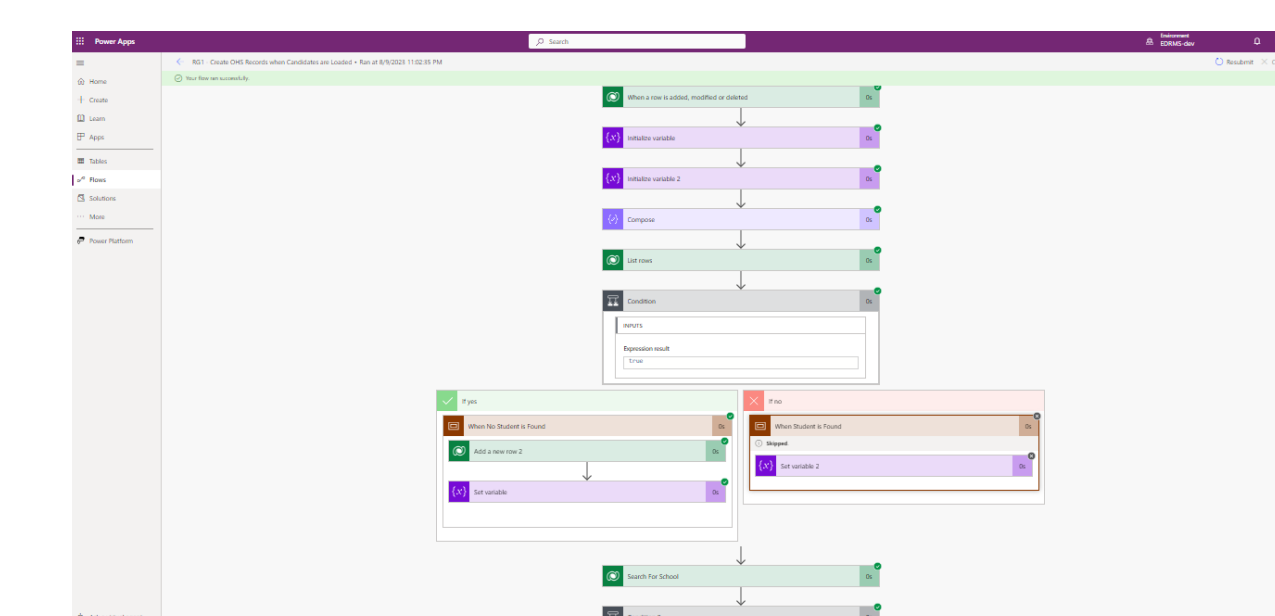 Power Apps
Search
Environment
EDRMS-dev
RG1 - Create OHS Records when Candidates are Loaded • Ran at 8/9/2023 11:02:35 PM
Resubmit
Your flow ran successfully.
Home
Create
Learn
Apps
Tables
Flows
Solutions
More
Power Platform
When a row is added, modified or deleted
0s
{x} Initialize variable
0s
{x} Initialize variable 2
0s
Compose
0s
List rows
0s
Condition
0s
INPUTS
Expression result
true
If yes
When No Student is Found
0s
Add a new row 2
0s
{x} Set variable
0s
If no
When Student is Found
0s
Skipped
{x} Set variable 2
0s
Search For School
0s